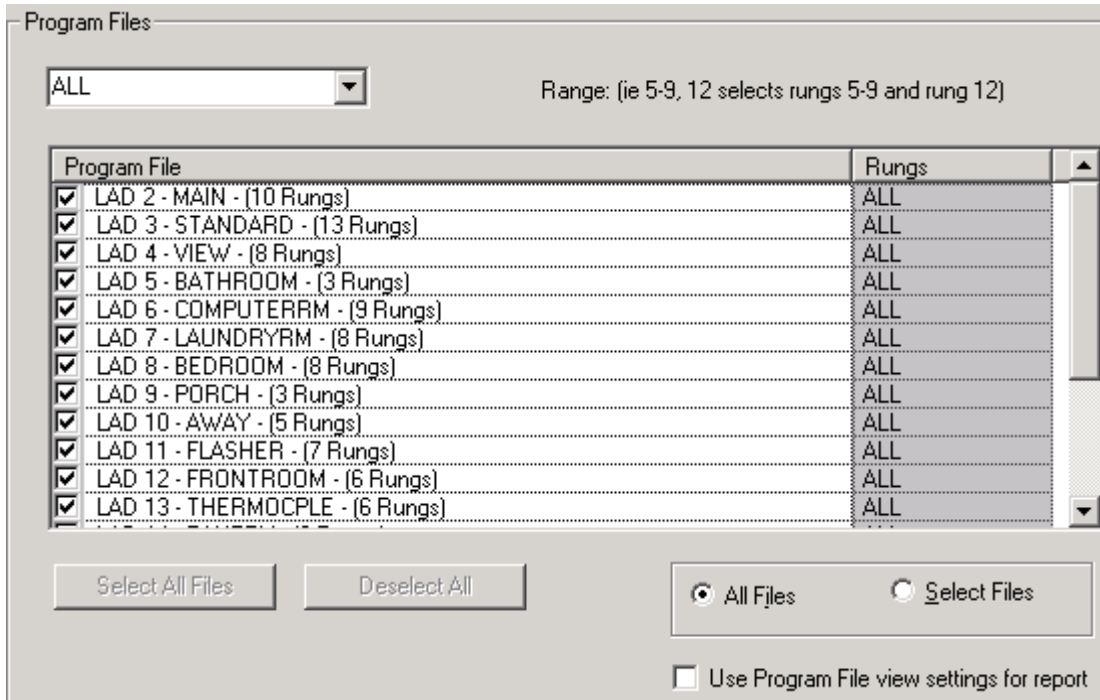 Program Files
ALL
Range: (ie 5-9, 12 selects rungs 5-9 and rung 12)
Program File Rungs
LAD 2 - MAIN - (10 Rungs) ALL
LAD 3 - STANDARD - (13 Rungs) ALL
LAD 4 - VIEW - (8 Rungs) ALL
LAD 5 - BATHROOM - (3 Rungs) ALL
LAD 6 - COMPUTERRM - (9 Rungs) ALL
LAD 7 - LAUNDRYRM - (8 Rungs) ALL
LAD 8 - BEDROOM - (8 Rungs) ALL
LAD 9 - PORCH - (3 Rungs) ALL
LAD 10 - AWAY - (5 Rungs) ALL
LAD 11 - FLASHER - (7 Rungs) ALL
LAD 12 - FRONTROOM - (6 Rungs) ALL
LAD 13 - THERMOCPLE - (6 Rungs) ALL
Select All Files Deselect All
All Files Select Files
Use Program File view settings for report